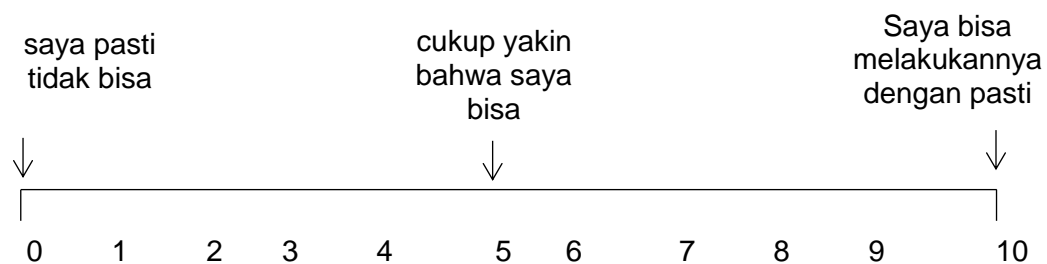 saya pasti
tidak bisa
cukup yakin
bahwa saya
bisa
Saya bisa
melakukannya
dengan pasti
0 1 2 3 4 5 6 7 8 9 10